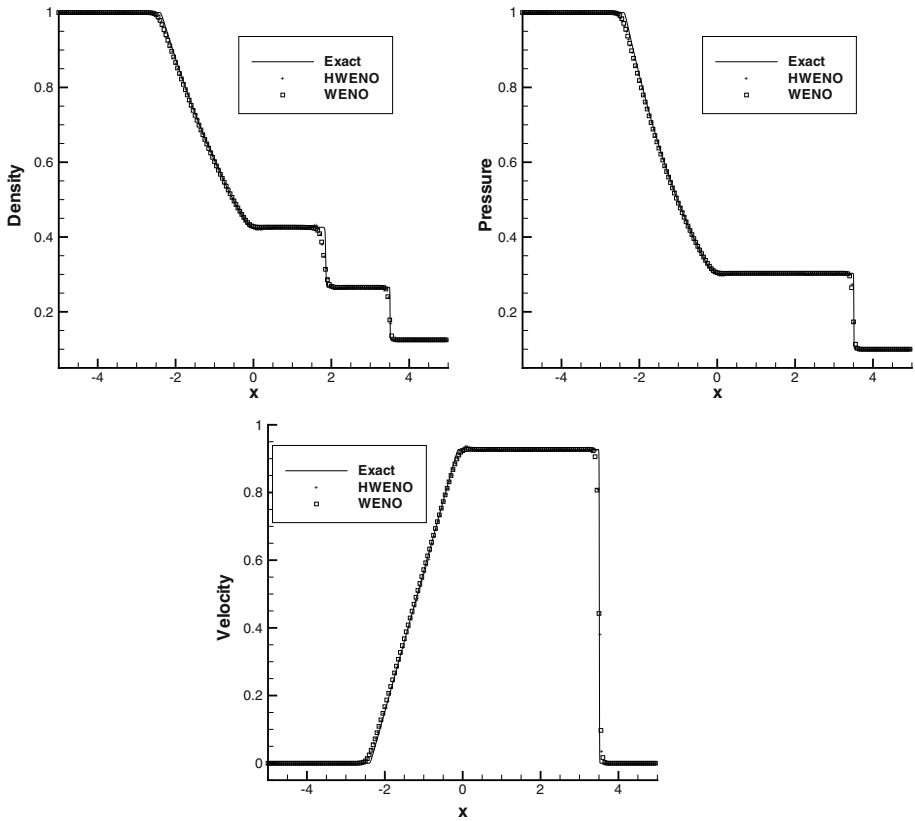 1
0.8
0.6
0.4
0.2
Density
Exact
HWENO
WENO
-4 -2 0 2 4
x
1
0.8
0.6
0.4
0.2
Pressure
Exact
HWENO
WENO
-4 -2 0 2 4
x
1
0.8
0.6
0.4
0.2
0
Velocity
Exact
HWENO
WENO
-4 -2 0 2 4
x